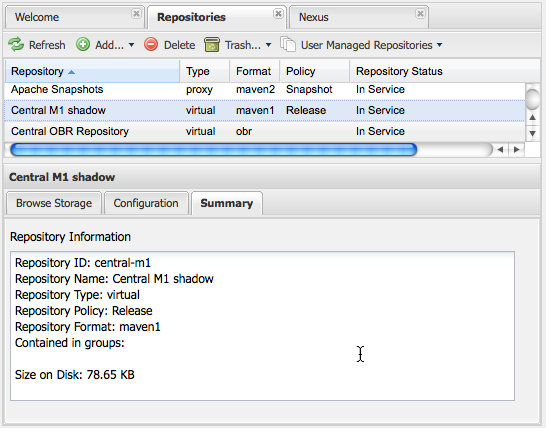 Welcome Repositories Nexus
Refresh Add... Delete Trash... User Managed Repositories
Repository Type Format Policy Repository Status
Apache Snapshots proxy maven2 Snapshot In Service
Central M1 shadow virtual maven1 Release In Service
Central OBR Repository virtual obr In Service
Central M1 shadow
Browse Storage Configuration Summary
Repository Information
Repository ID: central-m1
Repository Name: Central M1 shadow
Repository Type: virtual
Repository Policy: Release
Repository Format: maven1
Contained in groups:
Size on Disk: 78.65 KB